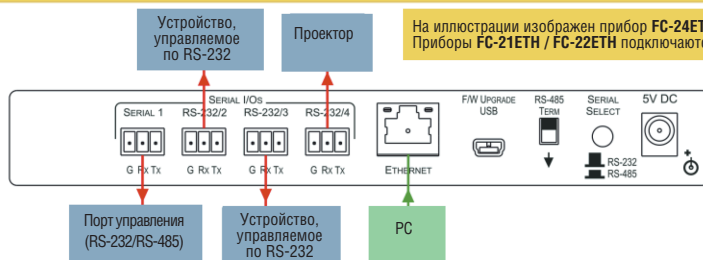 Устройство,
управляемое
по RS-232
Проектор
На иллюстрации изображен прибор FC-24ET
Приборы FC-21ETH / FC-22ETH подключаютс
SERIAL I/OS
SERIAL 1 RS-232/2 RS-232/3 RS-232/4
G Rx Tx G Rx Tx G Rx Tx G Rx Tx
ETHERNET
F/W UPGRADE
USB
RS-485
TERM
SERIAL
SELECT
5V DC
RS-232
RS-485
Порт управления
(RS-232/RS-485)
Устройство,
управляемое
по RS-232
PC